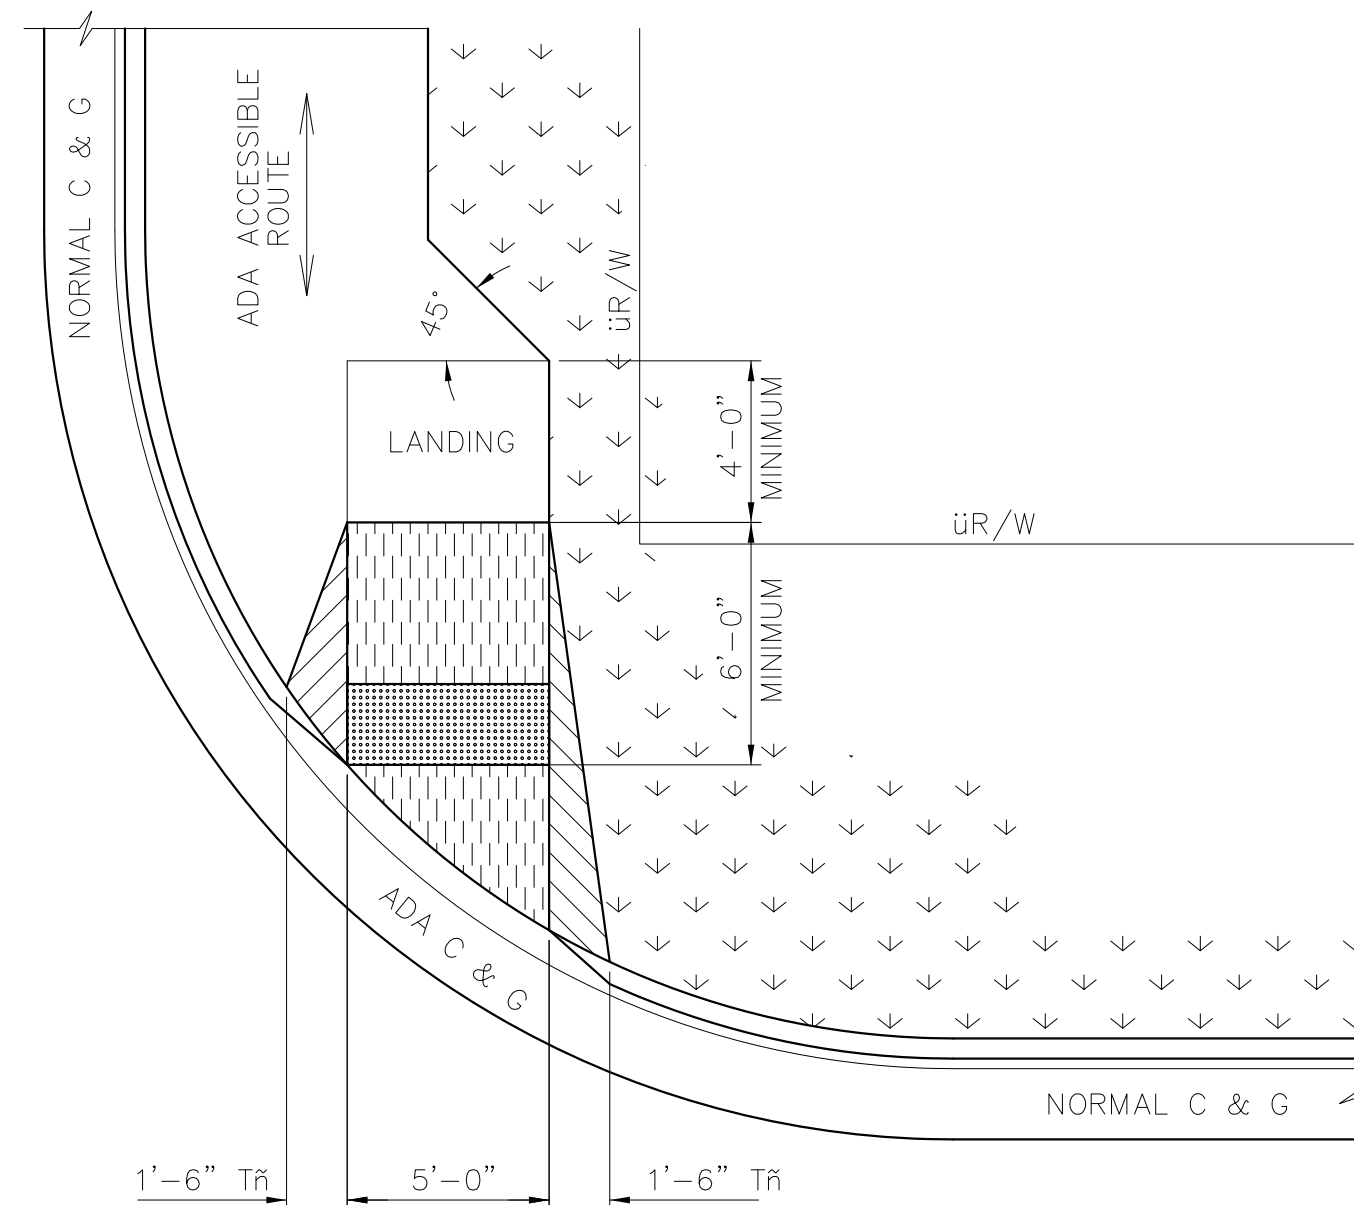 NORMAL C & G
ADA ACCESSIBLE
ROUTE
45°
üR/W
LANDING
4'-0"
MINIMUM
üR/W
6'-0"
MINIMUM
ADA C & G
NORMAL C & G
1'-6" Tñ
5'-0"
1'-6" Tñ